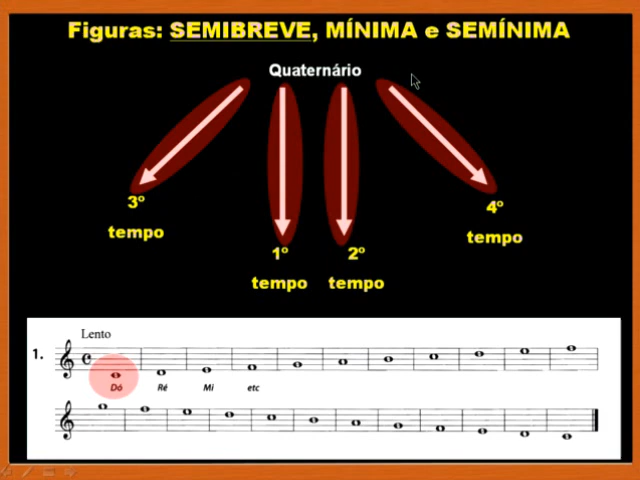 Figuras: SEMIBREVE, MÍNIMA e SEMÍNIMA
Quaternário
3º
tempo
1º
tempo
2º
tempo
4º
tempo
Lento
1.
Dó Ré Mi etc